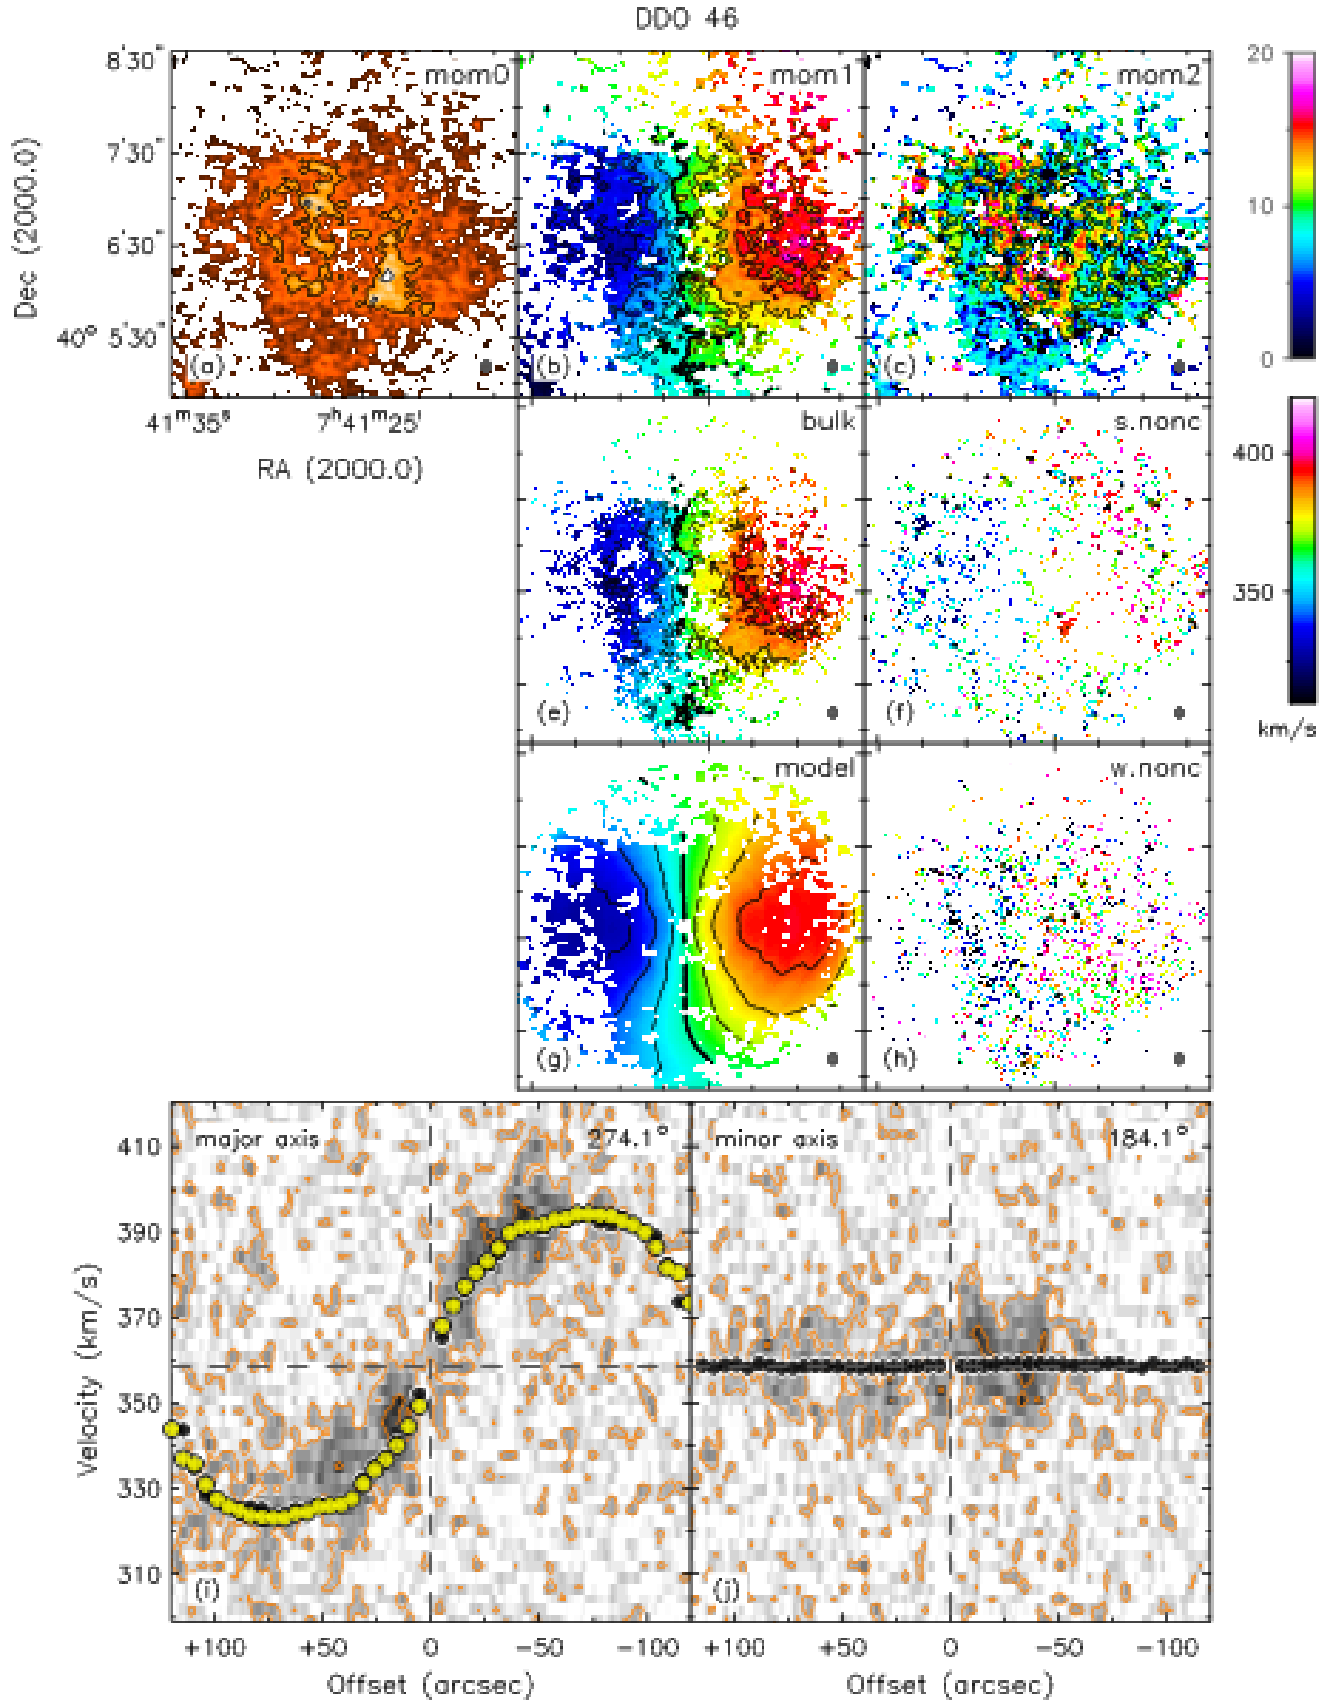 DDO 46
8'30"
mom0
mom1
mom2
20
7'30"
Dec (2000.0)
6'30"
10
40° 5'30"
(a)
(b)
(c)
0
41ᵐ35ˢ
7ʰ41ᵐ25ˢ
RA (2000.0)
bulk
s.nonc
400
350
(e)
(f)
km/s
model
w.nonc
(g)
(h)
major axis
274.1°
minor axis
184.1°
410
390
370
Velocity (km/s)
350
330
310
(i)
(j)
+100
+50
0
−50
−100
+100
+50
0
−50
−100
Offset (arcsec)
Offset (arcsec)